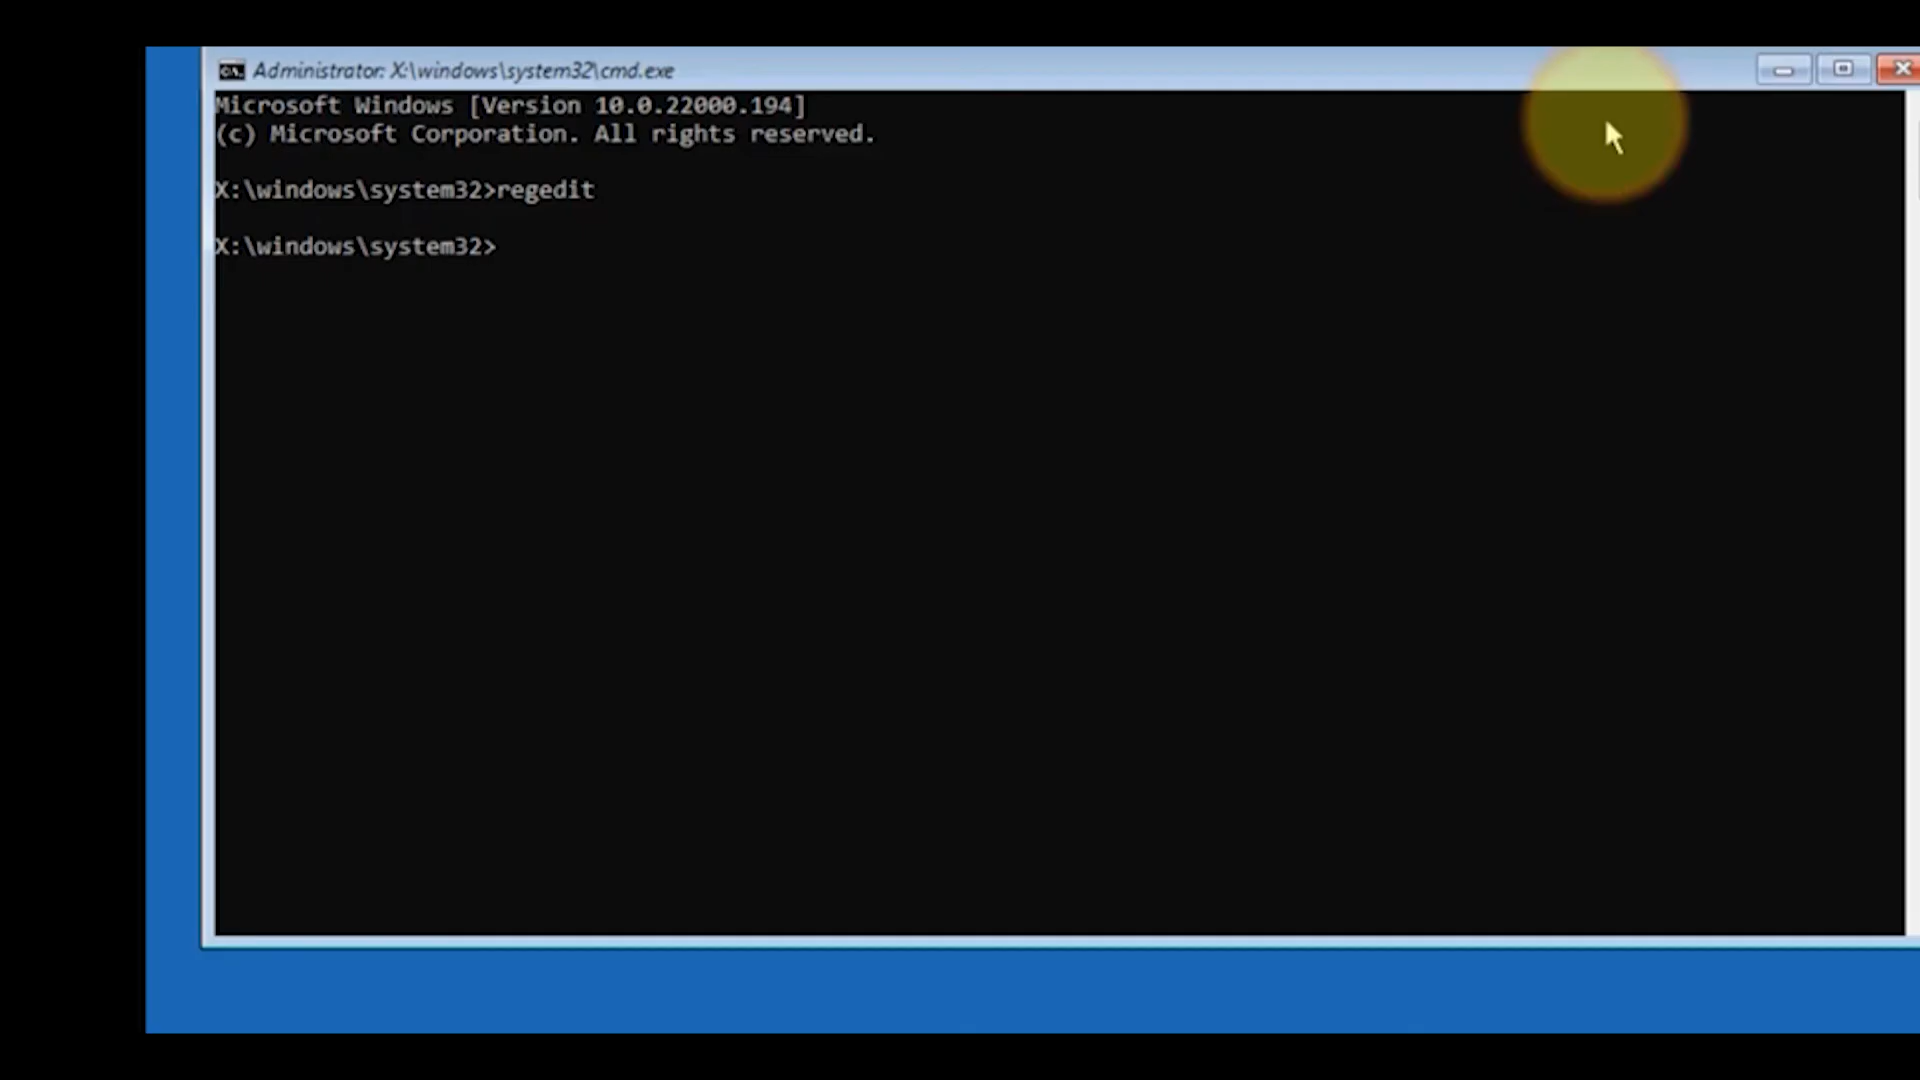 Administrator: X:\windows\system32\cmd.exe
Microsoft Windows [Version 10.0.22000.194]
(c) Microsoft Corporation. All rights reserved.
X:\windows\system32>regedit
X:\windows\system32>